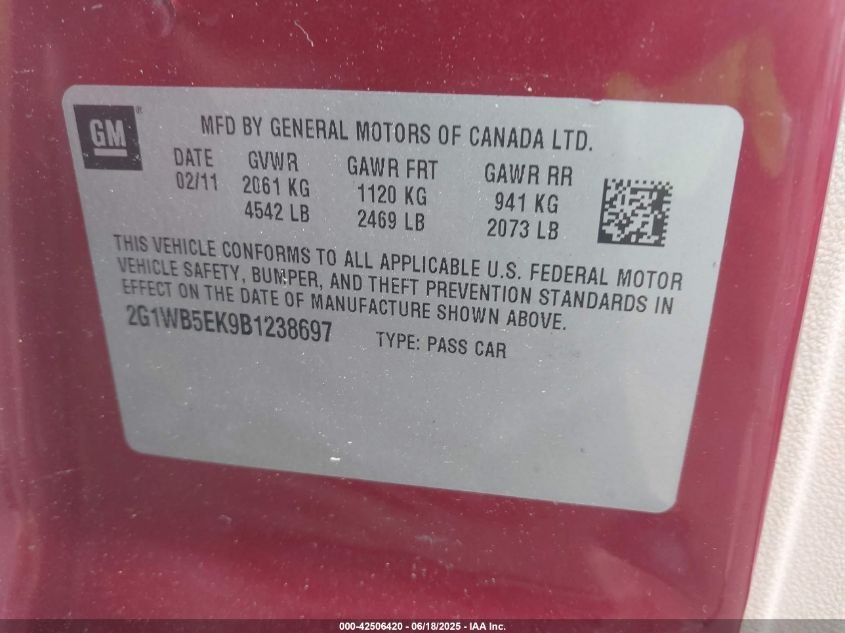 GM ®
MFD BY GENERAL MOTORS OF CANADA LTD.
DATE GVWR GAWR FRT GAWR RR
02/11 2061 KG 1120 KG 941 KG
4542 LB 2469 LB 2073 LB
THIS VEHICLE CONFORMS TO ALL APPLICABLE U.S. FEDERAL MOTOR
VEHICLE SAFETY, BUMPER, AND THEFT PREVENTION STANDARDS IN
EFFECT ON THE DATE OF MANUFACTURE SHOWN ABOVE.
2G1WB5EK9B1238697 TYPE: PASS CAR
000-42506420 - 06/18/2025 - IAA Inc.